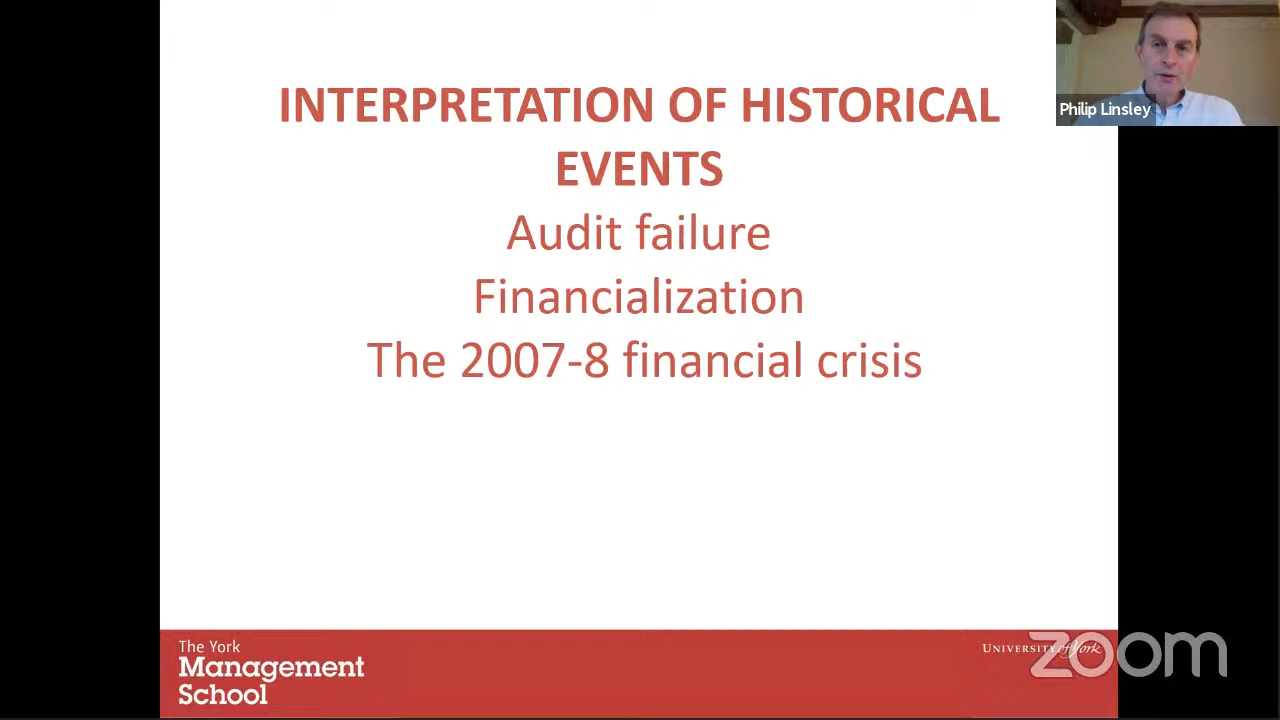 INTERPRETATION OF HISTORICAL
EVENTS
Audit failure
Financialization
The 2007-8 financial crisis
Philip Linsley
The York
Management
School
UNIVERSITY of York
zoom